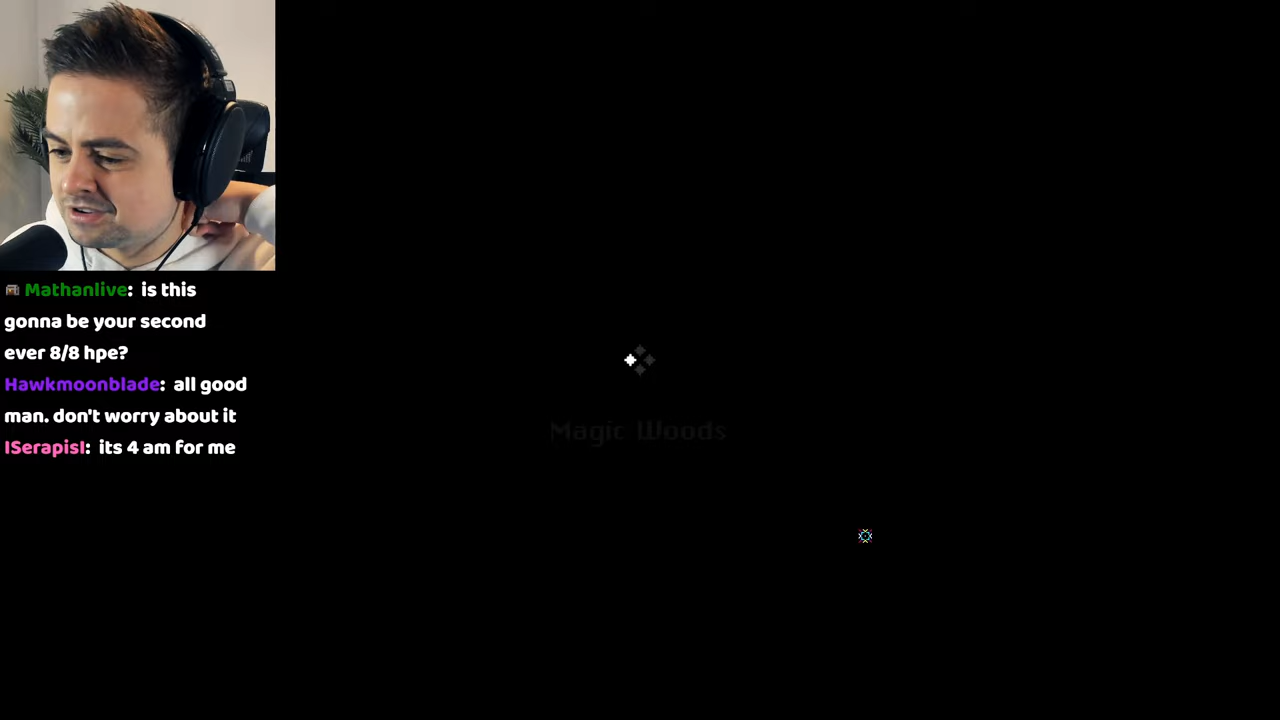 Mathanlive: is this
gonna be your second
ever 8/8 hpe?
Hawkmoonblade: all good
man. don't worry about it
ISerapisI: its 4 am for me
Magic Woods